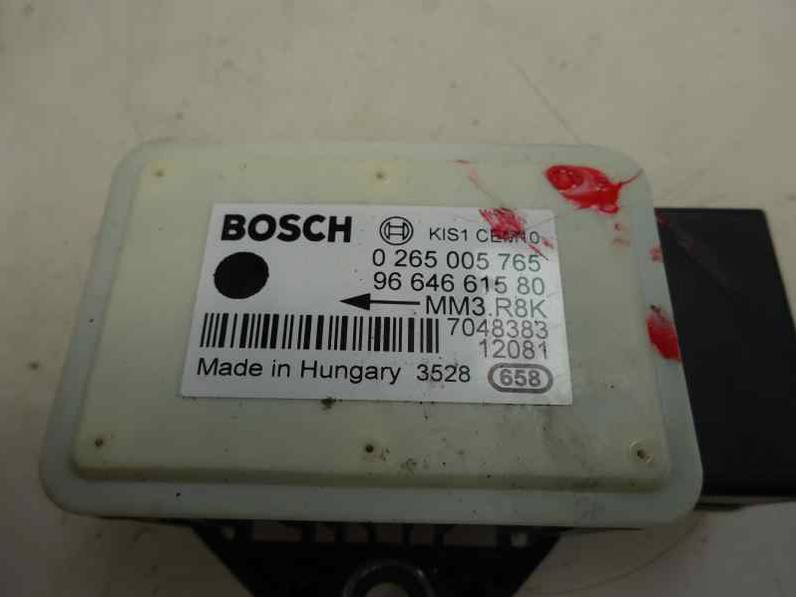 BOSCH KIS1 CEM10
0 265 005 765
96 646 615 80
MM3.R8K
7048383
12081
Made in Hungary 3528 658